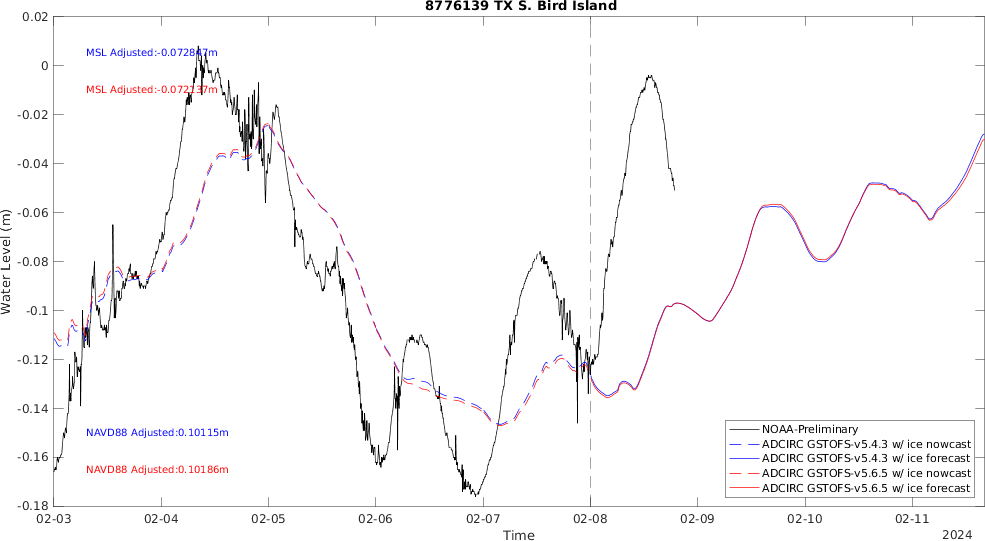 8776139 TX S. Bird Island
0.02
0
-0.02
-0.04
-0.06
-0.08
-0.1
-0.12
-0.14
-0.16
-0.18
Water Level (m)
MSL Adjusted:-0.072847m
MSL Adjusted:-0.072137m
NAVD88 Adjusted:0.10115m
NAVD88 Adjusted:0.10186m
NOAA-Preliminary
ADCIRC GSTOFS-v5.4.3 w/ ice nowcast
ADCIRC GSTOFS-v5.4.3 w/ ice forecast
ADCIRC GSTOFS-v5.6.5 w/ ice nowcast
ADCIRC GSTOFS-v5.6.5 w/ ice forecast
02-03 02-04 02-05 02-06 02-07 02-08 02-09 02-10 02-11
Time
2024